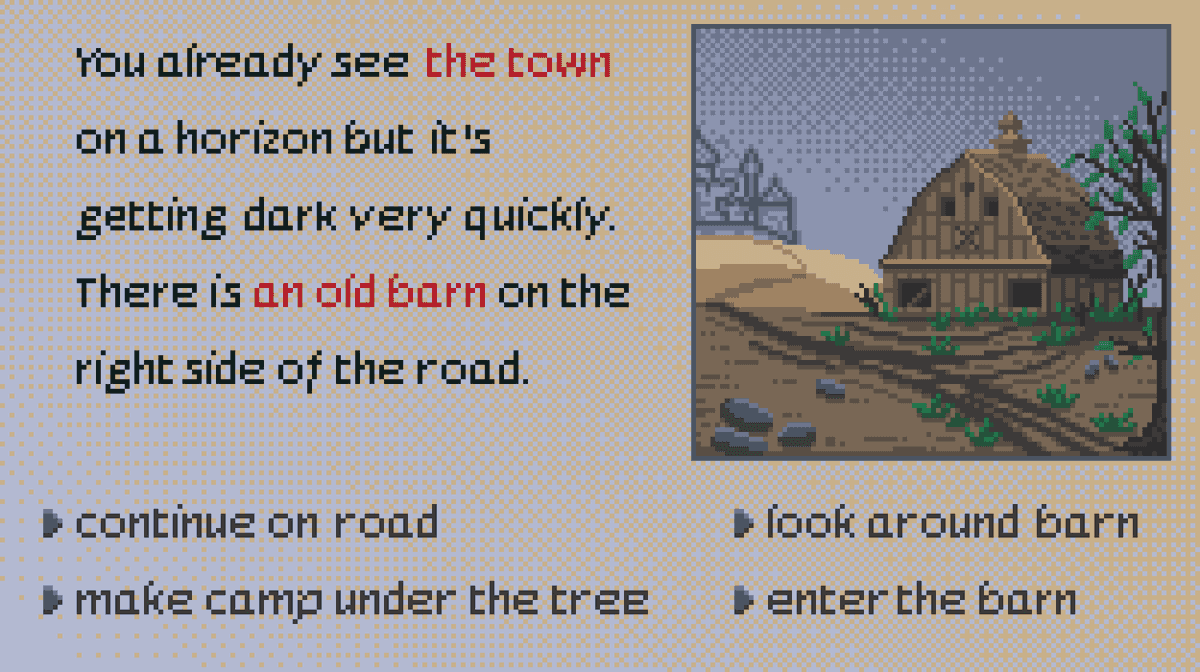 You already see the town
on a horizon but it's
getting dark very quickly.
There is an old barn on the
right side of the road.
continue on road
look around barn
make camp under the tree
enter the barn